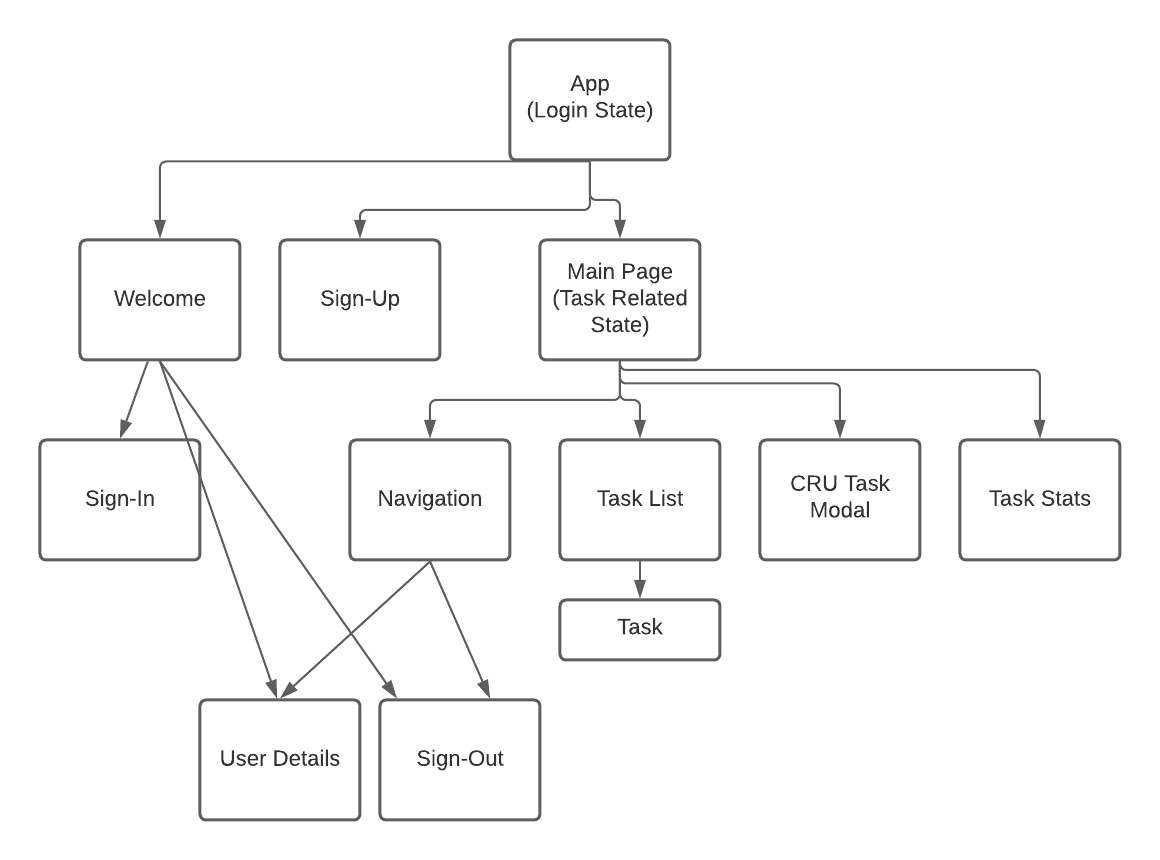 App
(Login State)
Welcome
Sign-Up
Main Page
(Task Related
State)
Sign-In
Navigation
Task List
CRU Task
Modal
Task Stats
Task
User Details
Sign-Out